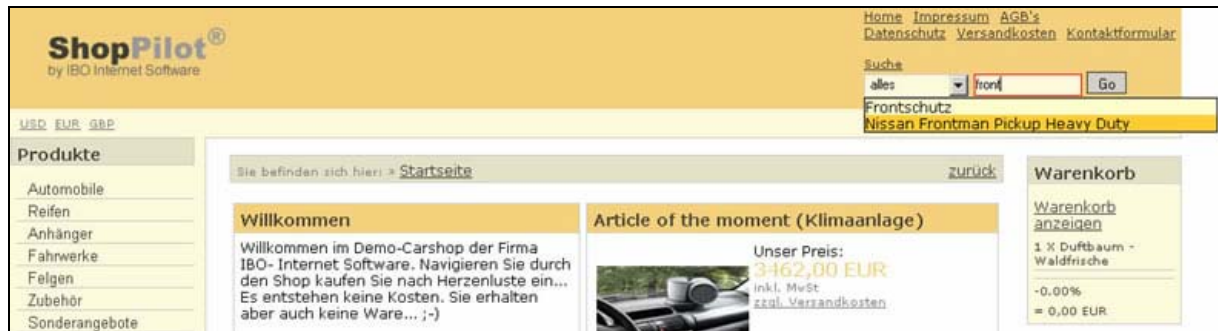 ShopPilot®
by IBO Internet Software
Home Impressum AGB's
Datenschutz Versandkosten Kontaktformular
Suche
alles front Go
Frontschutz
Nissan Frontman Pickup Heavy Duty
USD EUR GBP
Produkte
Automobile
Reifen
Anhänger
Fahrwerke
Felgen
Zubehör
Sonderangebote
Sie befinden sich hier: » Startseite zurück
Willkommen
Willkommen im Demo-Carshop der Firma
IBO- Internet Software. Navigieren Sie durch
den Shop kaufen Sie nach Herzenluste ein...
Es entstehen keine Kosten. Sie erhalten
aber auch keine Ware... ;-)
Article of the moment (Klimaanlage)
Unser Preis:
3462,00 EUR
inkl. MwSt
zzgl. Versandkosten
Warenkorb
Warenkorb
anzeigen
1 X Duftbaum -
Waldfrische
-0.00%
= 0,00 EUR